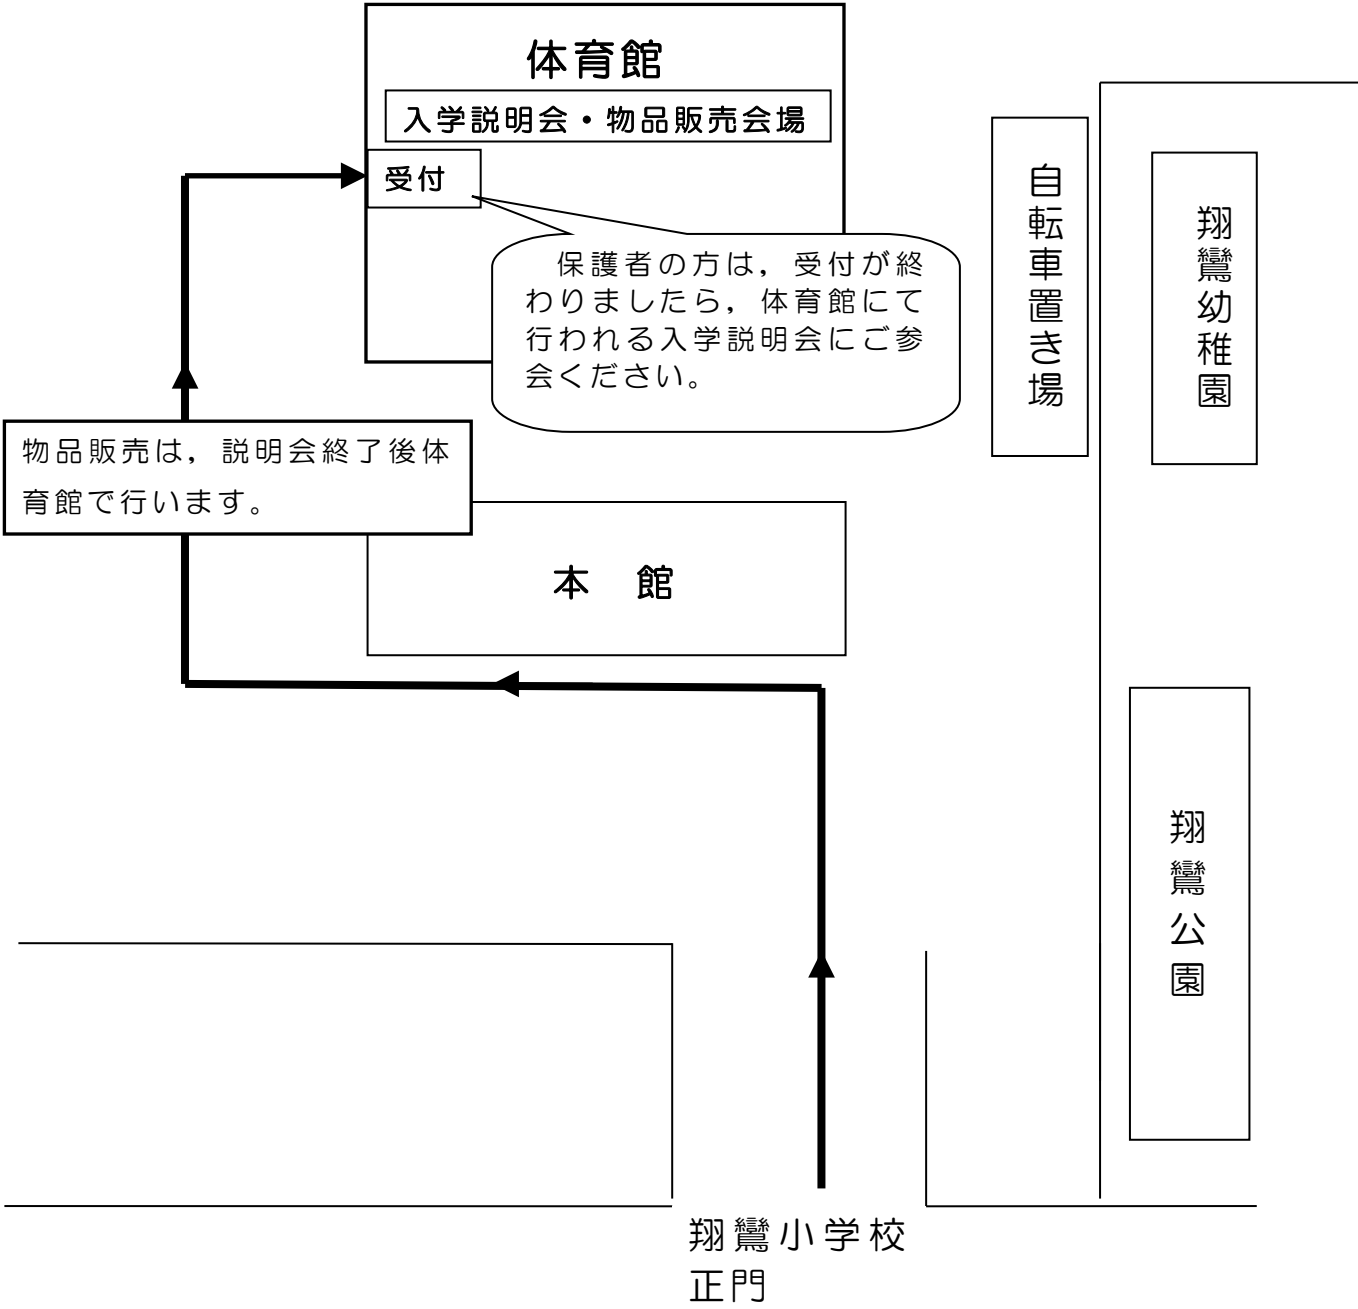 体育館
入学説明会・物品販売会場
受付
保護者の方は，受付が終
わりましたら，体育館にて
行われる入学説明会にご参
会ください。
自転車置き場
翔鸞幼稚園
物品販売は，説明会終了後体
育館で行います。
本　館
翔鸞公園
翔鸞小学校
正門